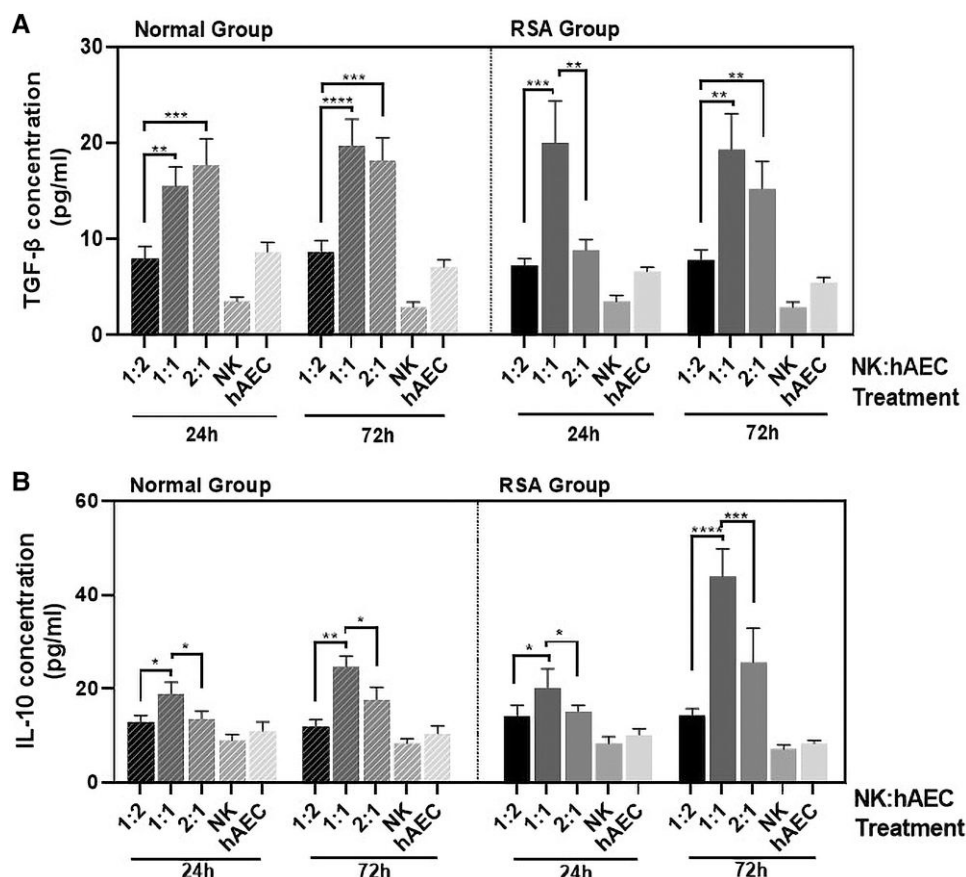 A
Normal Group
RSA Group
TGF-β concentration
(pg/ml)
30
20
10
0
*** ** *** **** *** ** ** **
1:2 1:1 2:1 NK hAEC 1:2 1:1 2:1 NK hAEC 1:2 1:1 2:1 NK hAEC 1:2 1:1 2:1 NK hAEC
NK:hAEC
Treatment
24h 72h 24h 72h
B
Normal Group
RSA Group
IL-10 concentration
(pg/ml)
60
40
20
0
* * ** * * * **** ***
1:2 1:1 2:1 NK hAEC 1:2 1:1 2:1 NK hAEC 1:2 1:1 2:1 NK hAEC 1:2 1:1 2:1 NK hAEC
NK:hAEC
Treatment
24h 72h 24h 72h